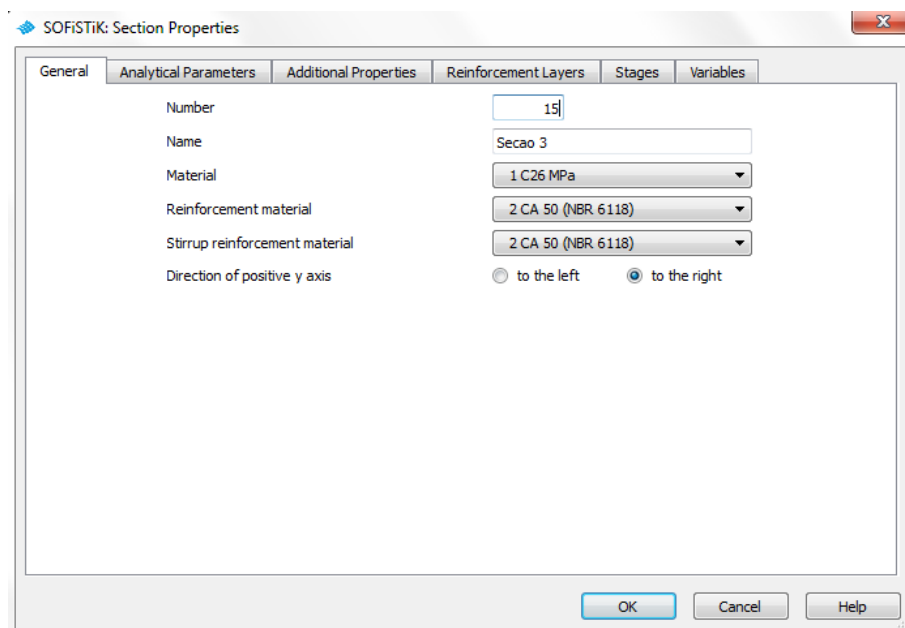 SOFiSTiK: Section Properties
General Analytical Parameters Additional Properties Reinforcement Layers Stages Variables
Number 15
Name Secao 3
Material 1 C26 MPa
Reinforcement material 2 CA 50 (NBR 6118)
Stirrup reinforcement material 2 CA 50 (NBR 6118)
Direction of positive y axis to the left to the right
OK Cancel Help